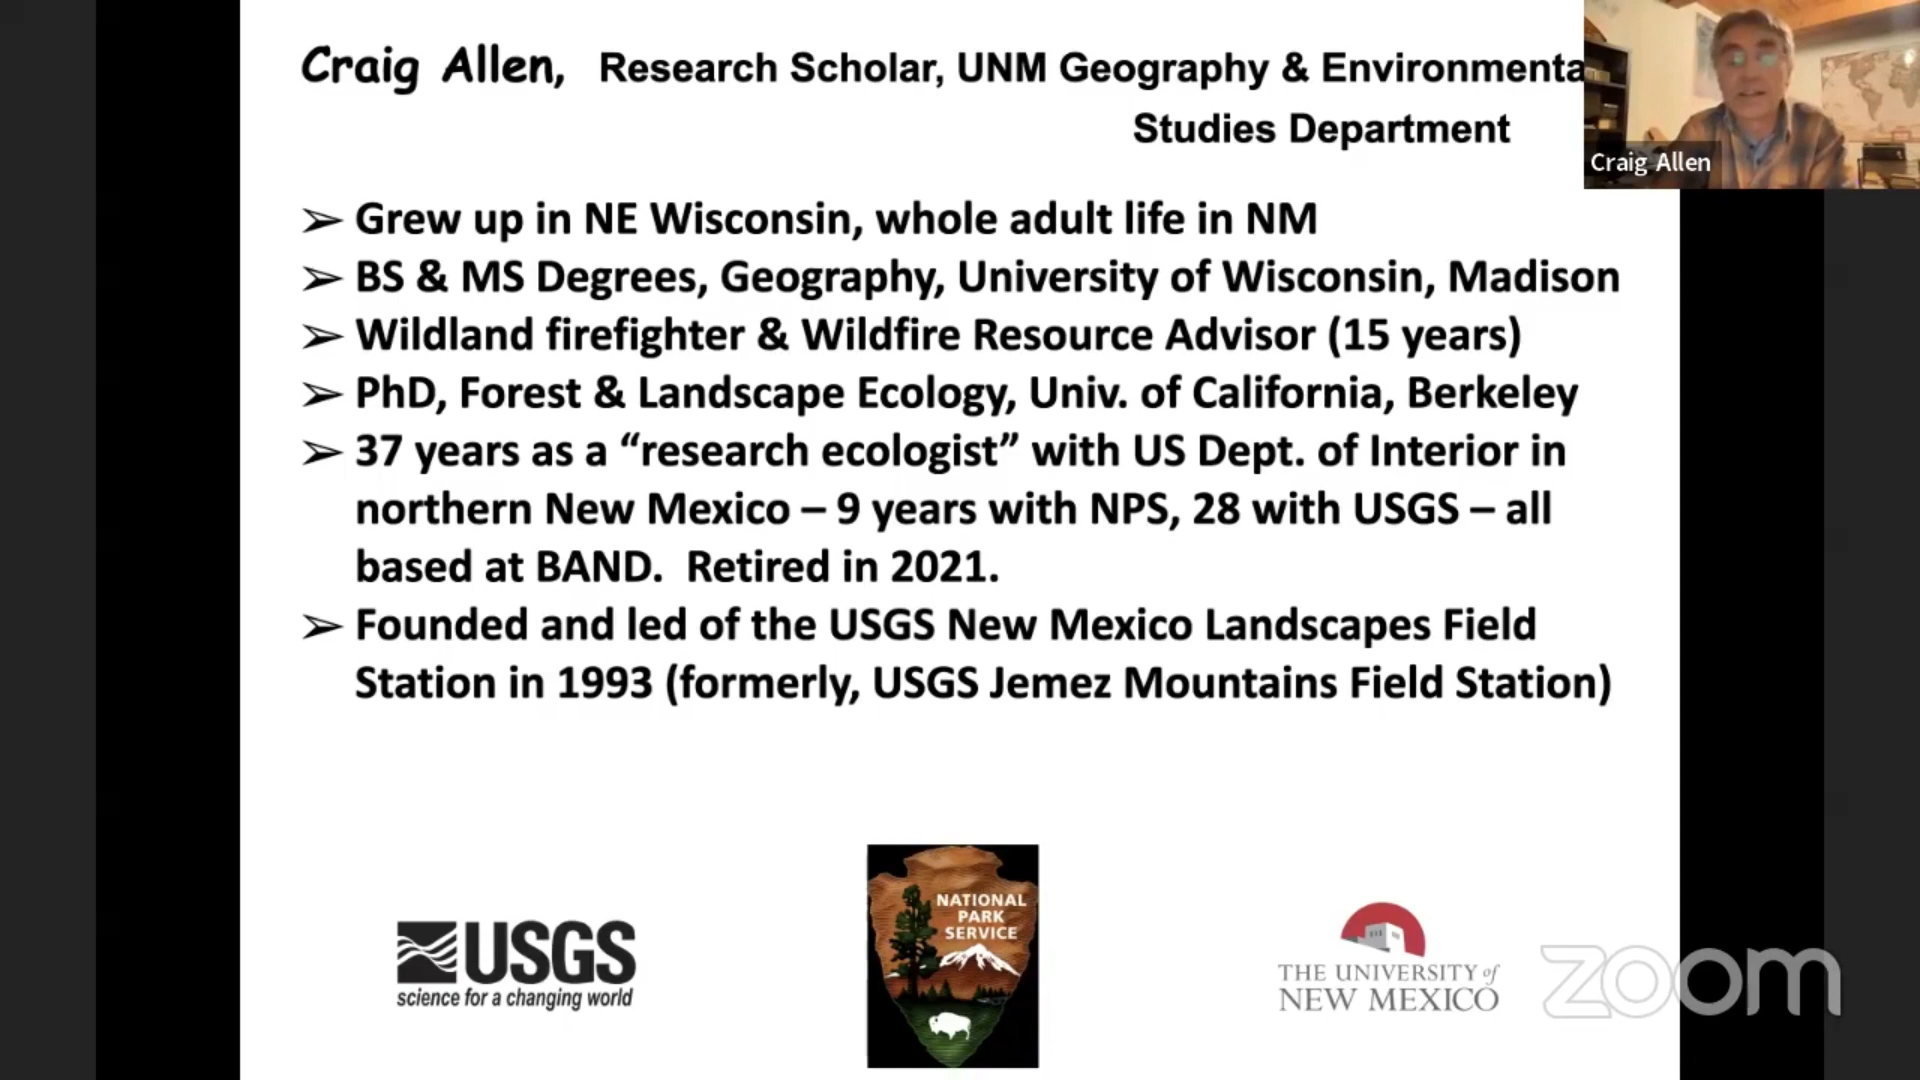 Craig Allen, Research Scholar, UNM Geography & Environmenta
Studies Department
Craig Allen
➢ Grew up in NE Wisconsin, whole adult life in NM
➢ BS & MS Degrees, Geography, University of Wisconsin, Madison
➢ Wildland firefighter & Wildfire Resource Advisor (15 years)
➢ PhD, Forest & Landscape Ecology, Univ. of California, Berkeley
➢ 37 years as a “research ecologist” with US Dept. of Interior in
northern New Mexico – 9 years with NPS, 28 with USGS – all
based at BAND.  Retired in 2021.
➢ Founded and led of the USGS New Mexico Landscapes Field
Station in 1993 (formerly, USGS Jemez Mountains Field Station)
USGS
science for a changing world
NATIONAL
PARK
SERVICE
THE UNIVERSITY of
NEW MEXICO
zoom